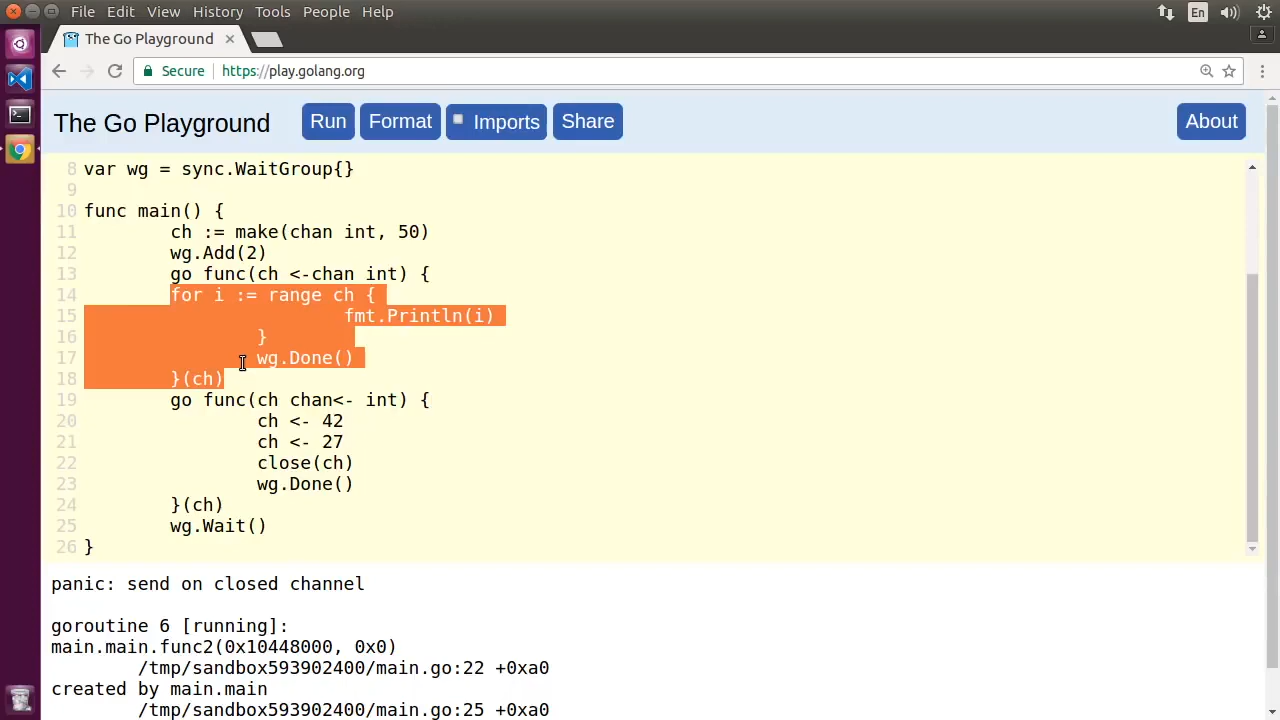 File Edit View History Tools People Help
En
The Go Playground
Secure https://play.golang.org
The Go Playground Run Format Imports Share About
8 var wg = sync.WaitGroup{}
9
10 func main() {
11 ch := make(chan int, 50)
12 wg.Add(2)
13 go func(ch <-chan int) {
14 for i := range ch {
15 fmt.Println(i)
16 }
17 wg.Done()
18 }(ch)
19 go func(ch chan<- int) {
20 ch <- 42
21 ch <- 27
22 close(ch)
23 wg.Done()
24 }(ch)
25 wg.Wait()
26 }
panic: send on closed channel
goroutine 6 [running]:
main.main.func2(0x10448000, 0x0)
/tmp/sandbox593902400/main.go:22 +0xa0
created by main.main
/tmp/sandbox593902400/main.go:25 +0xa0